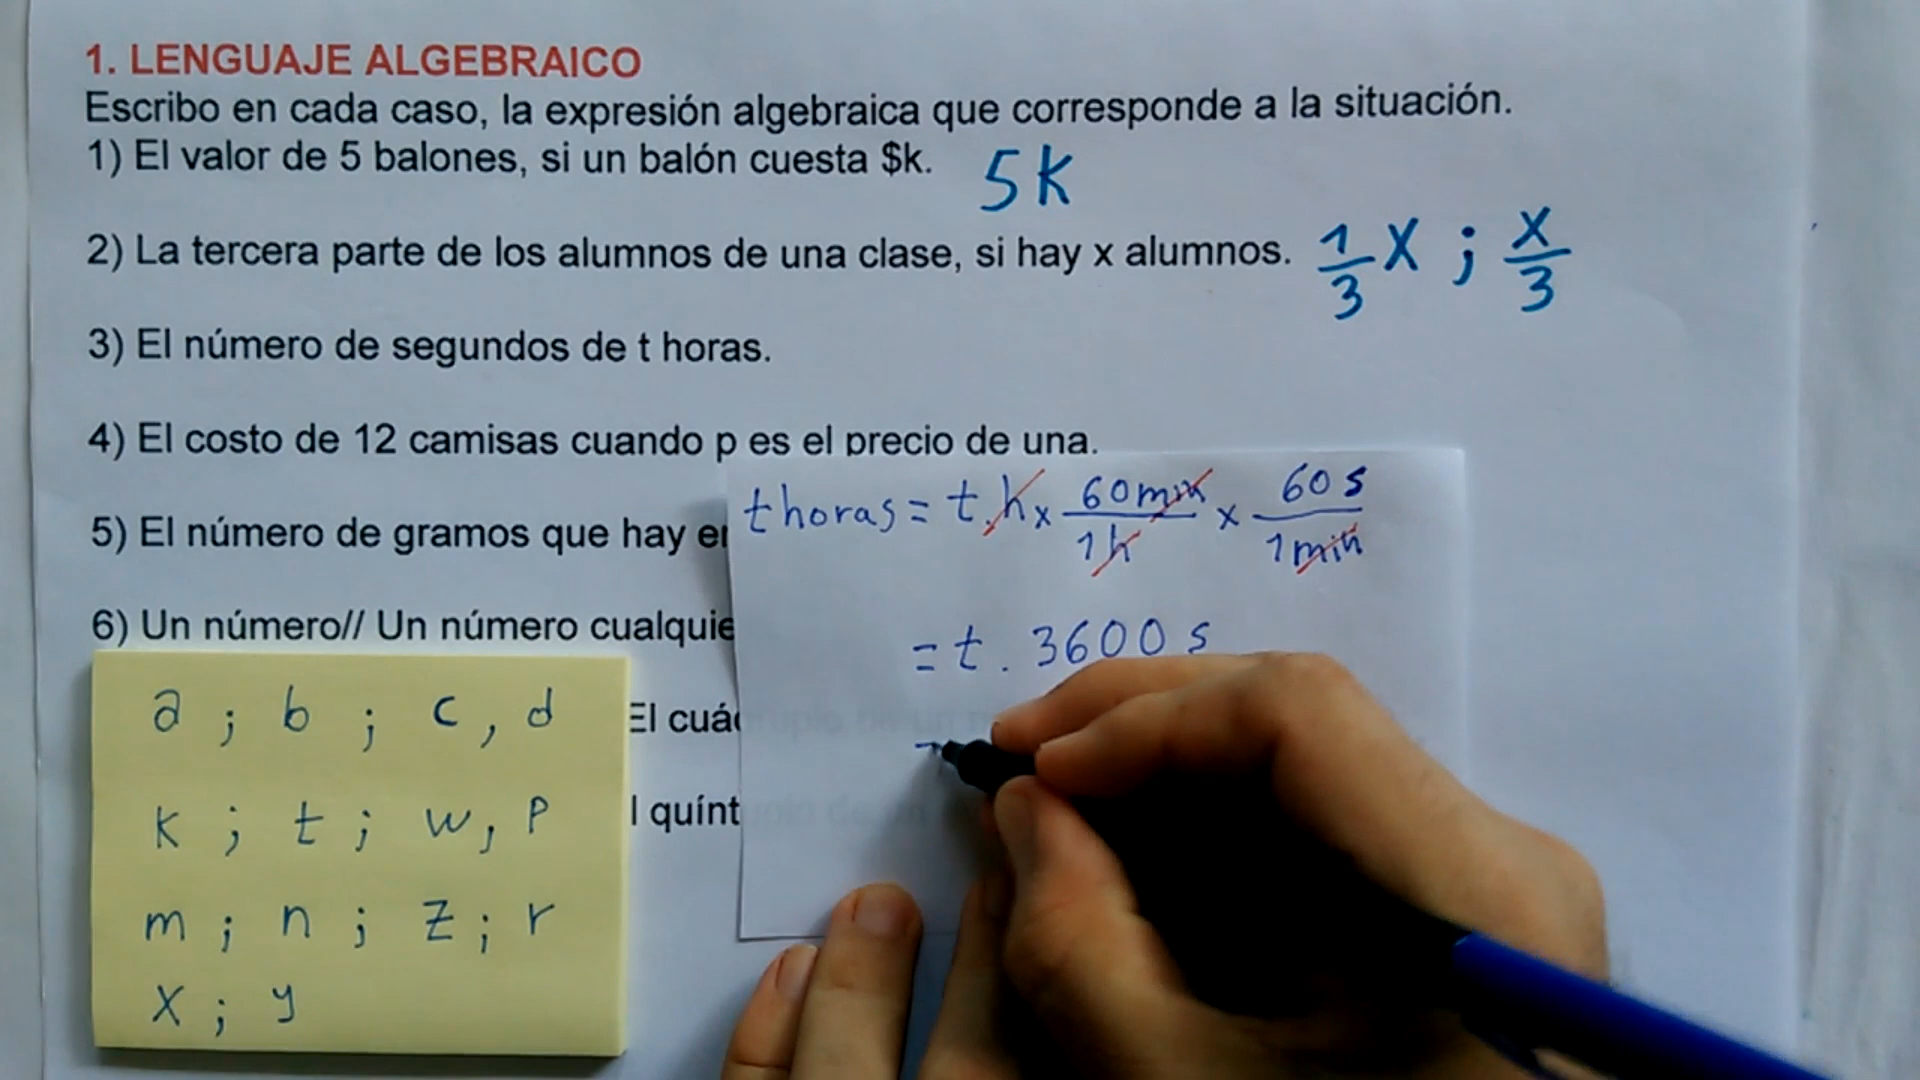 1. LENGUAJE ALGEBRAICO
Escribo en cada caso, la expresión algebraica que corresponde a la situación.
1) El valor de 5 balones, si un balón cuesta $k. 5k
2) La tercera parte de los alumnos de una clase, si hay x alumnos. 1/3 x ; x/3
3) El número de segundos de t horas.
4) El costo de 12 camisas cuando p es el precio de una.
5) El número de gramos que hay
6) Un número// Un número
El
t horas = t.h x 60min/1h x 60s/1min
= t . 3600 s
a ; b ; c , d
k ; t ; w , p
m ; n ; z ; r
x ; y